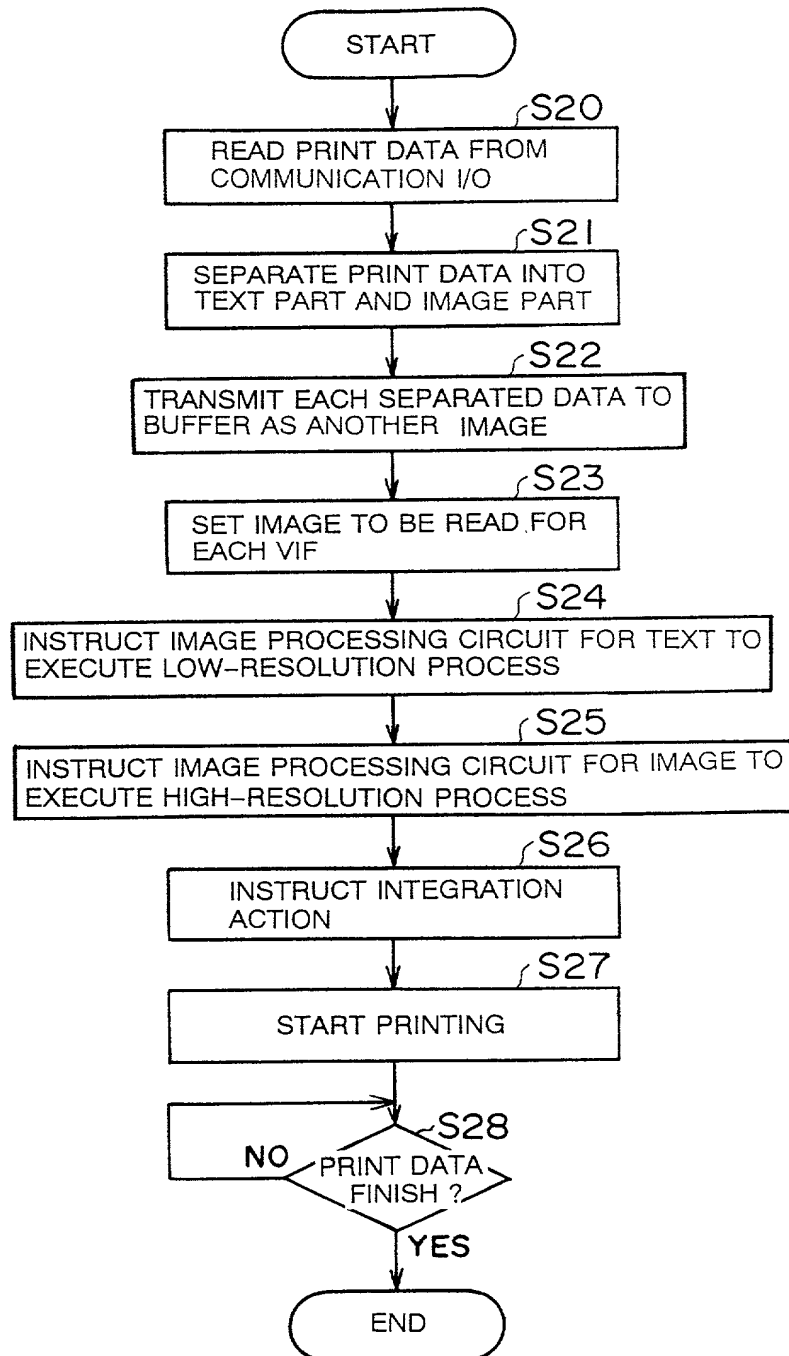 START
S20
READ PRINT DATA FROM
COMMUNICATION I/O
S21
SEPARATE PRINT DATA INTO
TEXT PART AND IMAGE PART
S22
TRANSMIT EACH SEPARATED DATA TO
BUFFER AS ANOTHER IMAGE
S23
SET IMAGE TO BE READ FOR
EACH VIF
S24
INSTRUCT IMAGE PROCESSING CIRCUIT FOR TEXT TO
EXECUTE LOW-RESOLUTION PROCESS
S25
INSTRUCT IMAGE PROCESSING CIRCUIT FOR IMAGE TO
EXECUTE HIGH-RESOLUTION PROCESS
S26
INSTRUCT INTEGRATION
ACTION
S27
START PRINTING
S28
NO
PRINT DATA
FINISH ?
YES
END